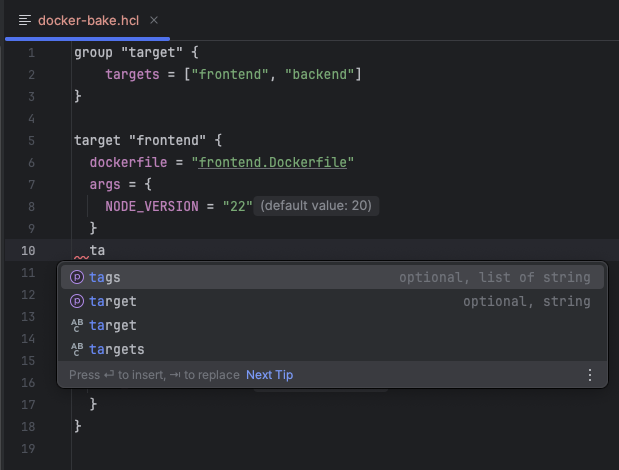 docker-bake.hcl ×
1 group "target" {
2 targets = ["frontend", "backend"]
3 }
4
5 target "frontend" {
6 dockerfile = "frontend.Dockerfile"
7 args = {
8 NODE_VERSION = "22" (default value: 20)
9 }
10 ta
11 tags optional, list of string
12 target optional, string
13 target
14 targets
15 Press ⏎ to insert, ⇥ to replace Next Tip
16
17 }
18 }
19